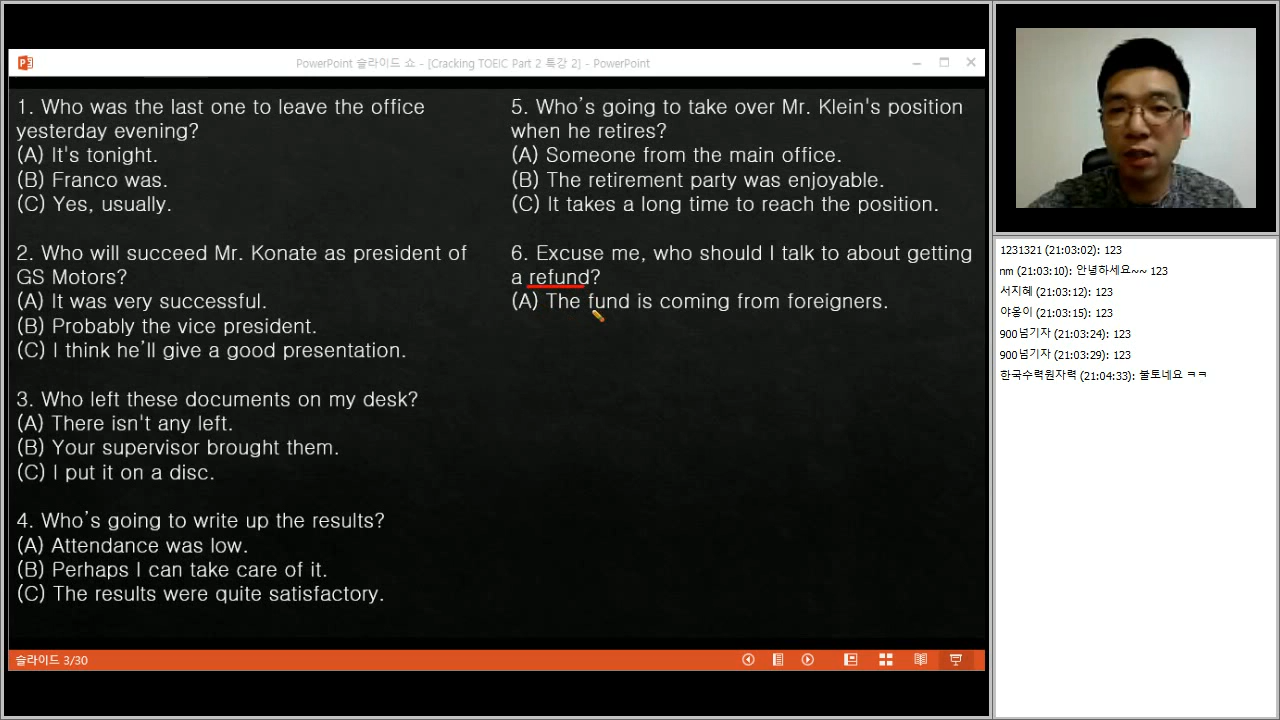 PowerPoint 슬라이드 쇼 - [Cracking TOEIC Part 2 특강 2] - PowerPoint
1. Who was the last one to leave the office
yesterday evening?
(A) It's tonight.
(B) Franco was.
(C) Yes, usually.
2. Who will succeed Mr. Konate as president of
GS Motors?
(A) It was very successful.
(B) Probably the vice president.
(C) I think he'll give a good presentation.
3. Who left these documents on my desk?
(A) There isn't any left.
(B) Your supervisor brought them.
(C) I put it on a disc.
4. Who's going to write up the results?
(A) Attendance was low.
(B) Perhaps I can take care of it.
(C) The results were quite satisfactory.
5. Who's going to take over Mr. Klein's position
when he retires?
(A) Someone from the main office.
(B) The retirement party was enjoyable.
(C) It takes a long time to reach the position.
6. Excuse me, who should I talk to about getting
a refund?
(A) The fund is coming from foreigners.
슬라이드 3/30
1231321 (21:03:02): 123
nm (21:03:10): 안녕하세요~~ 123
서지혜 (21:03:12): 123
야옹이 (21:03:15): 123
900넘기자 (21:03:24): 123
900넘기자 (21:03:29): 123
한국수력원자력 (21:04:33): 불토네요 ㅋㅋ